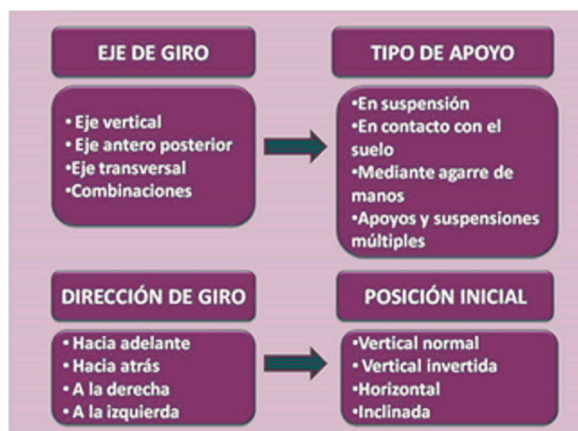 EJE DE GIRO
• Eje vertical
• Eje antero posterior
•Eje transversal
•Combinaciones
TIPO DE APOYO
•En suspensión
•En contacto con el
suelo
•Mediante agarre de
manos
•Apoyos y suspensiones
múltiples
DIRECCIÓN DE GIRO
• Hacia adelante
• Hacia atrás
• A la derecha
• A la izquierda
POSICIÓN INICIAL
•Vertical normal
• Vertical invertida
•Horizontal
•Inclinada